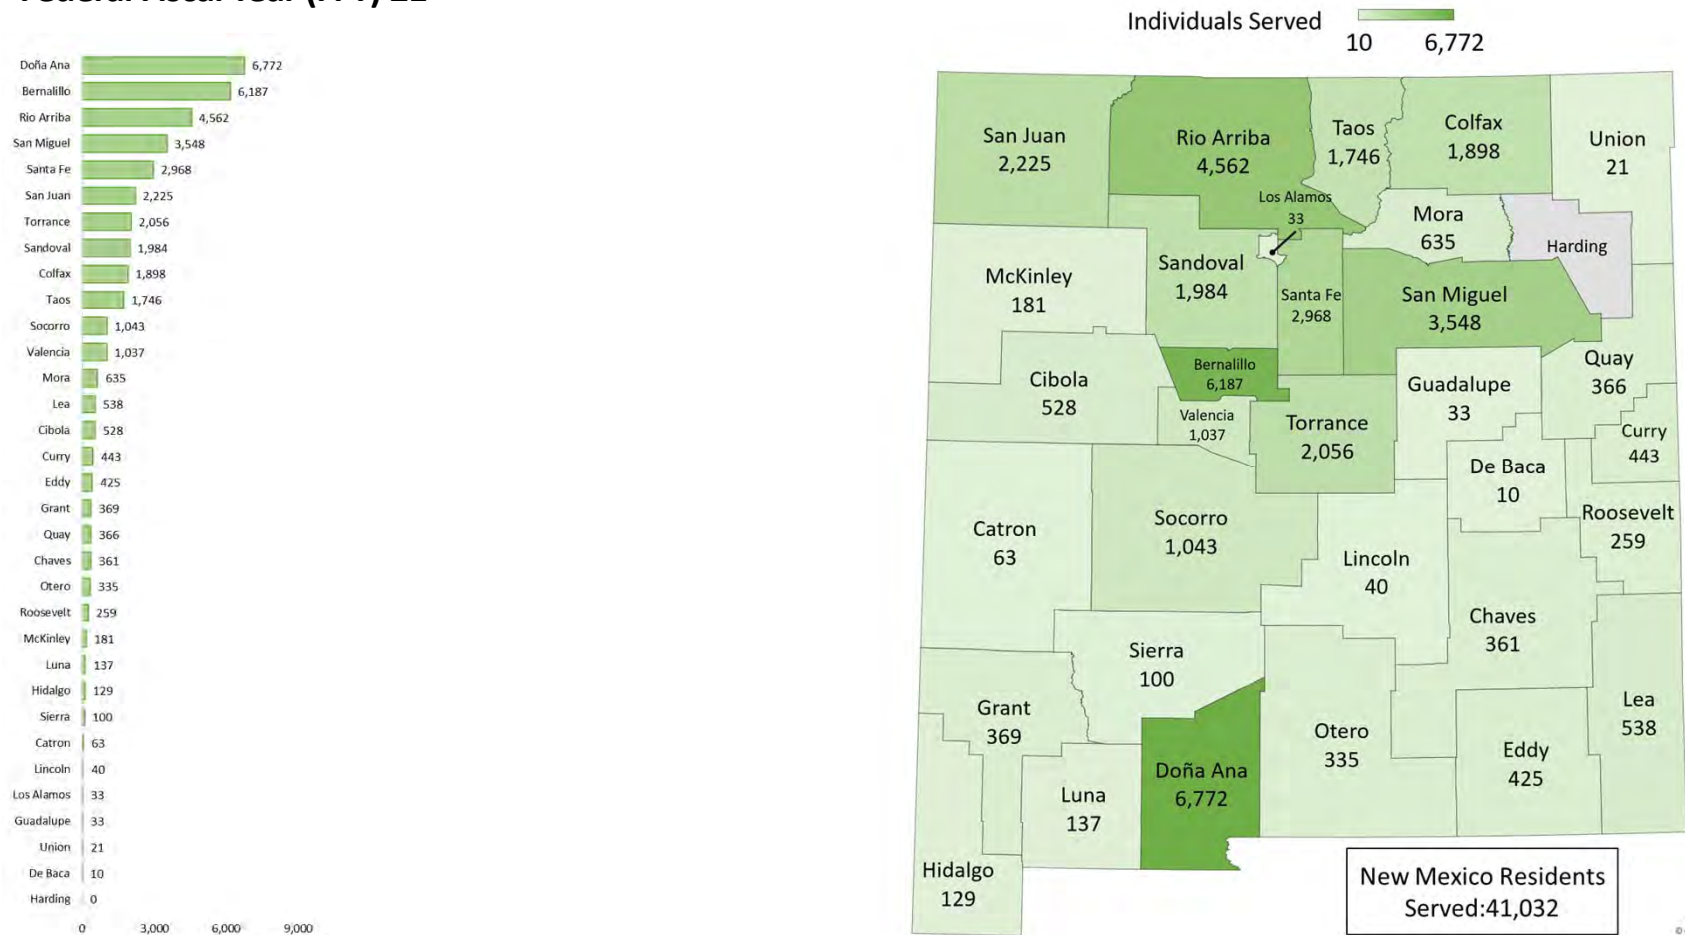 Doña Ana 6,772
Bernalillo 6,187
Rio Arriba 4,562
San Miguel 3,548
Santa Fe 2,968
San Juan 2,225
Torrance 2,056
Sandoval 1,984
Colfax 1,898
Taos 1,746
Socorro 1,043
Valencia 1,037
Mora 635
Lea 538
Cibola 528
Curry 443
Eddy 425
Grant 369
Quay 366
Chaves 361
Otero 335
Roosevelt 259
McKinley 181
Luna 137
Hidalgo 129
Sierra 100
Catron 63
Lincoln 40
Los Alamos 33
Guadalupe 33
Union 21
De Baca 10
Harding 0
0 3,000 6,000 9,000
Individuals Served
10 6,772
San Juan
2,225
Rio Arriba
4,562
Taos
1,746
Colfax
1,898
Union
21
Los Alamos
33
Mora
635
Harding
McKinley
181
Sandoval
1,984
Santa Fe
2,968
San Miguel
3,548
Quay
366
Cibola
528
Bernalillo
6,187
Valencia
1,037
Torrance
2,056
Guadalupe
33
Curry
443
De Baca
10
Roosevelt
259
Catron
63
Socorro
1,043
Lincoln
40
Chaves
361
Sierra
100
Grant
369
Otero
335
Lea
538
Eddy
425
Doña Ana
6,772
Luna
137
Hidalgo
129
New Mexico Residents
Served:41,032